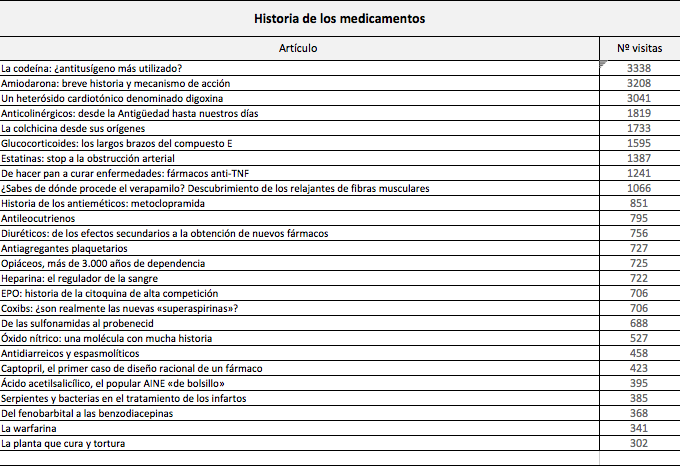 Historia de los medicamentos
Artículo Nº visitas
La codeína: ¿antitusígeno más utilizado? 3338
Amiodarona: breve historia y mecanismo de acción 3208
Un heterósido cardiotónico denominado digoxina 3041
Anticolinérgicos: desde la Antigüedad hasta nuestros días 1819
La colchicina desde sus orígenes 1733
Glucocorticoides: los largos brazos del compuesto E 1595
Estatinas: stop a la obstrucción arterial 1387
De hacer pan a curar enfermedades: fármacos anti-TNF 1241
¿Sabes de dónde procede el verapamilo? Descubrimiento de los relajantes de fibras musculares 1066
Historia de los antieméticos: metoclopramida 851
Antileucotrienos 795
Diuréticos: de los efectos secundarios a la obtención de nuevos fármacos 756
Antiagregantes plaquetarios 727
Opiáceos, más de 3.000 años de dependencia 725
Heparina: el regulador de la sangre 722
EPO: historia de la citoquina de alta competición 706
Coxibs: ¿son realmente las nuevas «superaspirinas»? 706
De las sulfonamidas al probenecid 688
Óxido nítrico: una molécula con mucha historia 527
Antidiarreicos y espasmolíticos 458
Captopril, el primer caso de diseño racional de un fármaco 423
Ácido acetilsalicílico, el popular AINE «de bolsillo» 395
Serpientes y bacterias en el tratamiento de los infartos 385
Del fenobarbital a las benzodiacepinas 368
La warfarina 341
La planta que cura y tortura 302